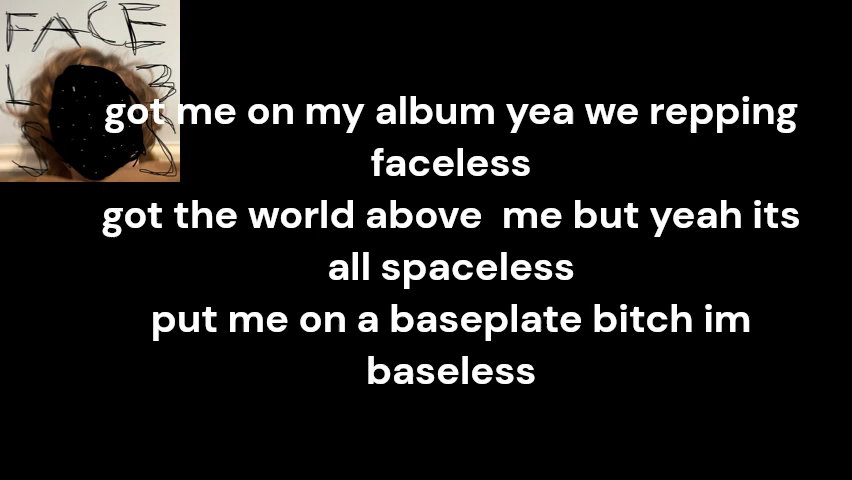 FACE
L
got me on my album yea we repping
faceless
got the world above  me but yeah its
all spaceless
put me on a baseplate bitch im
baseless